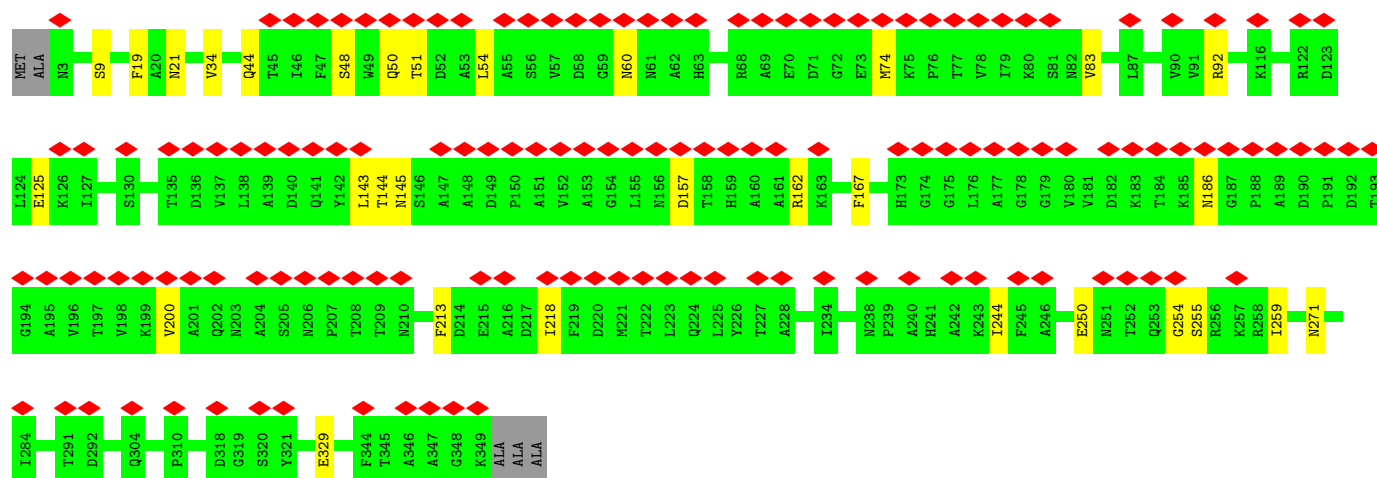 MET ALA N3 S9 F19 A20 N21 V34 Q44 T45 I46 F47 S48 W49 Q50 T51 D52 A53 L54 A55 S56 V57 D58 G59 N60 N61 A62 H63 R68 A69 E70 D71 G72 E73 M74 K75 P76 T77 V78 I79 K80 S81 N82 V83 L87 V90 V91 R92 K116 R122 D123
L124 E125 K126 I127 S130 T135 D136 V137 L138 A139 D140 Q141 Y142 L143 T144 N145 S146 A147 A148 D149 P150 A151 V152 A153 G154 L155 N156 D157 T158 H159 A160 A161 R162 K163 F167 H173 G174 G175 L176 A177 G178 G179 V180 V181 D182 K183 T184 K185 N186 G187 P188 A189 D190 P191 D192 T193
G194 A195 V196 T197 V198 K199 V200 A201 Q202 N203 A204 S205 N206 P207 T208 T209 N210 F213 D214 E215 A216 D217 I218 F219 D220 M221 T222 L223 Q224 L225 Y226 T227 A228 I234 N238 P239 A240 H241 A242 K243 I244 F245 A246 E250 N251 T252 Q253 G254 S255 R256 K257 R258 I259 N271
I284 T291 D292 Q304 P310 D318 G319 S320 Y321 E329 F344 T345 A346 A347 G348 K349 ALA ALA ALA